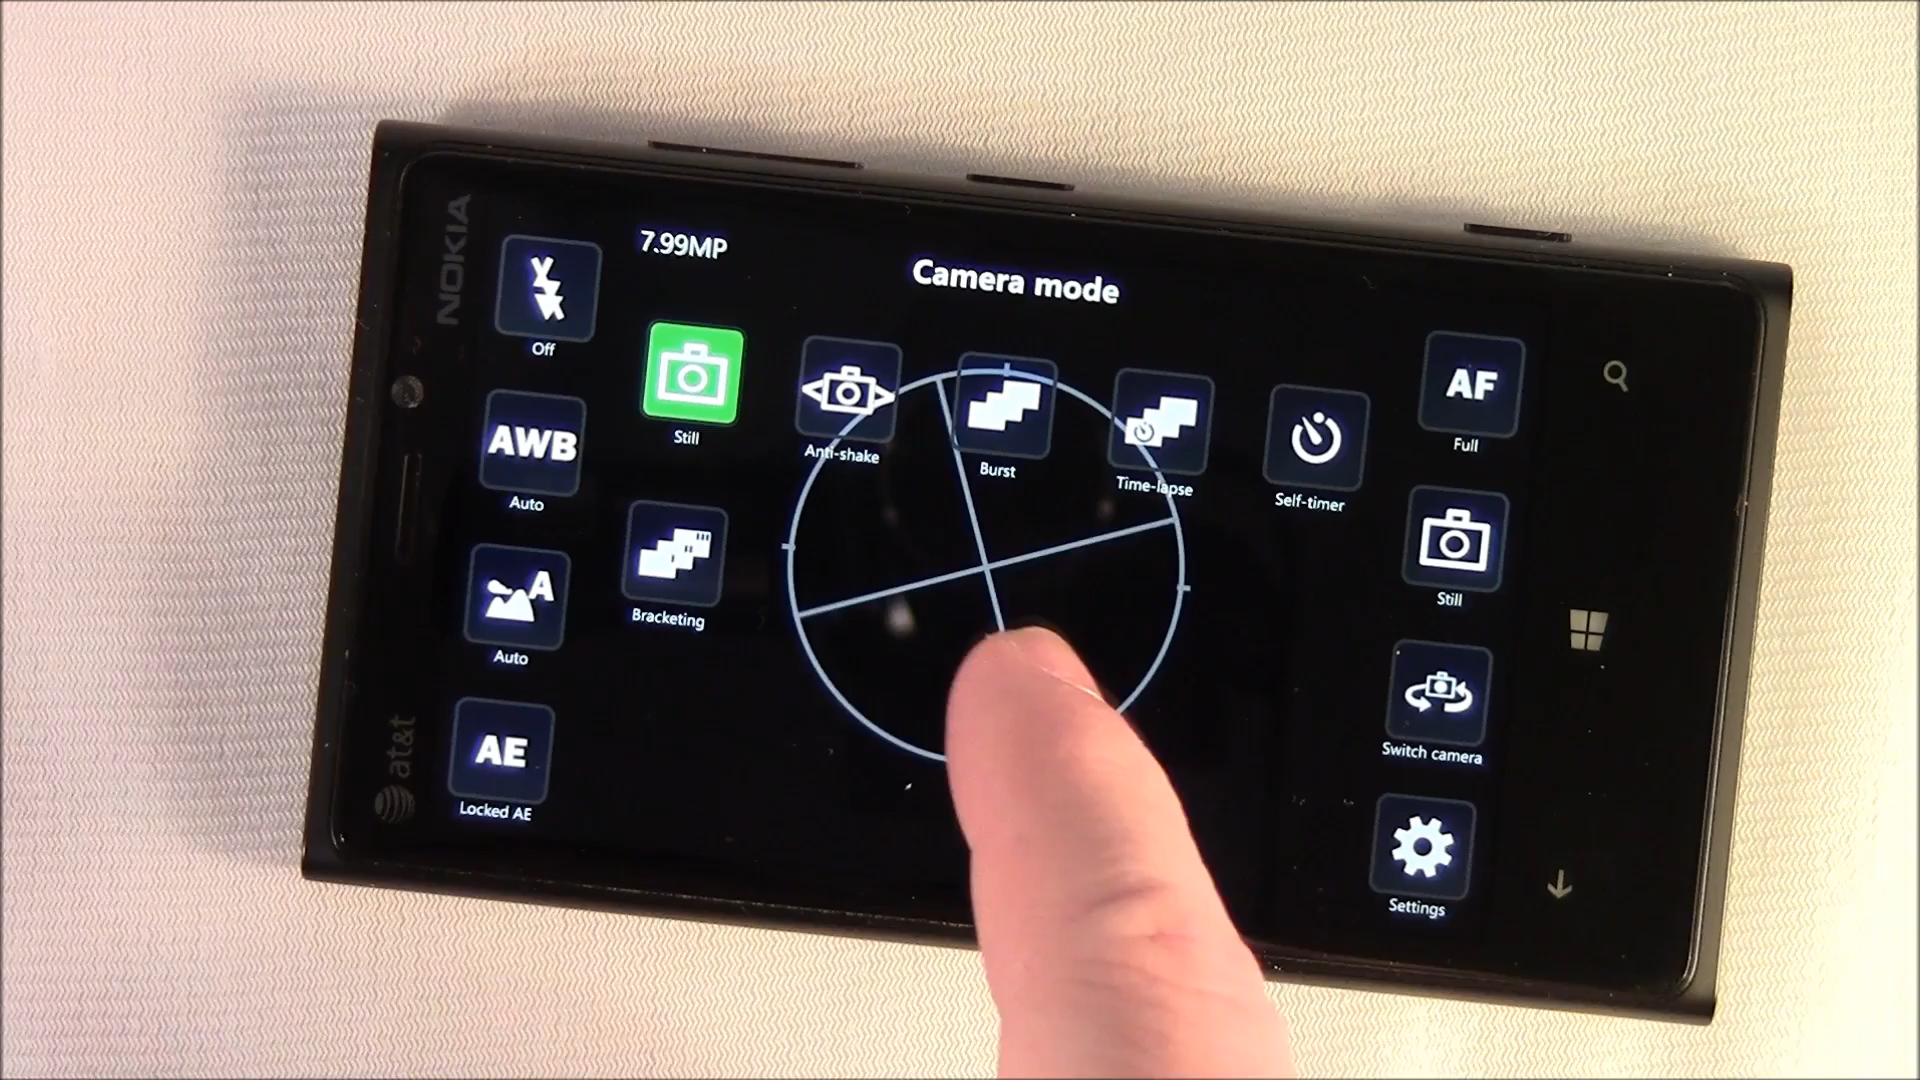 NOKIA
at&t
7.99MP
Camera mode
Off
AWB
Auto
A
Auto
AE
Locked AE
Still
Anti-shake
Burst
Time-lapse
Self-timer
Bracketing
AF
Full
Still
Switch camera
Settings